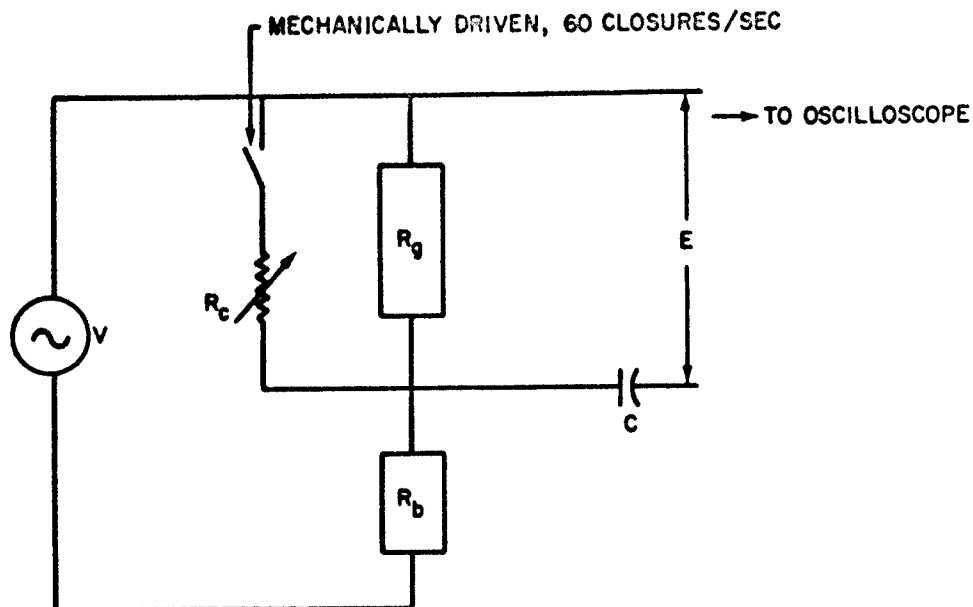 MECHANICALLY DRIVEN, 60 CLOSURES/SEC
TO OSCILLOSCOPE
Rg
E
Rc
V
C
Rb